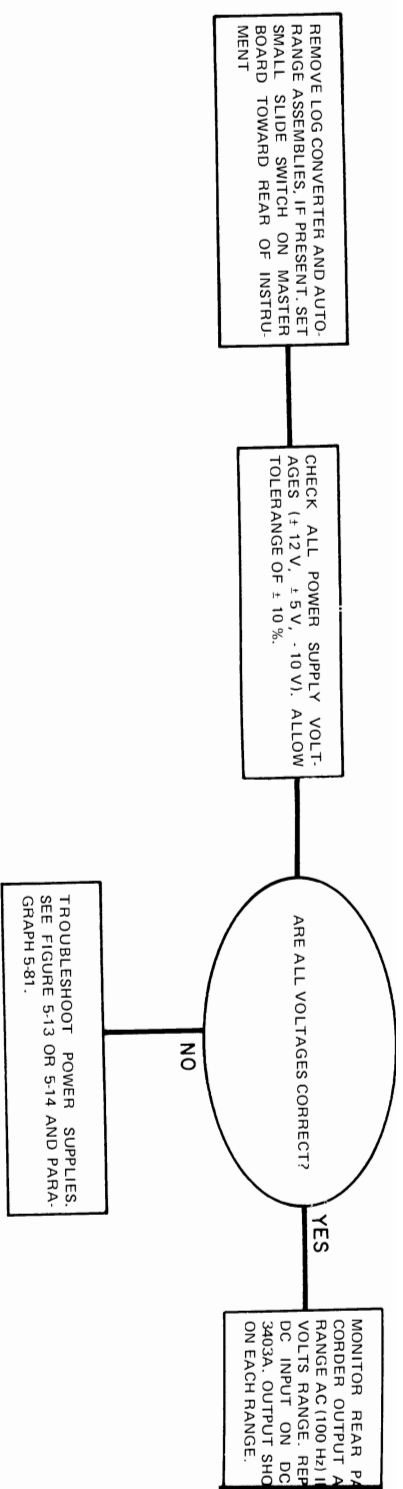 REMOVE LOG CONVERTER AND AUTO-
RANGE ASSEMBLIES, IF PRESENT. SET
SMALL SLIDE SWITCH ON MASTER
BOARD TOWARD REAR OF INSTRU-
MENT
CHECK ALL POWER SUPPLY VOLT-
AGES (± 12 V, ± 5 V, - 10 V). ALLOW
TOLERANGE OF ± 10 %.
ARE ALL VOLTAGES CORRECT?
NO
TROUBLESHOOT POWER SUPPLIES.
SEE FIGURE 5-13 OR 5-14 AND PARA-
GRAPH 5-81.
YES
MONITOR REAR
CORDER OUTPUT
RANGE AC (100 Hz)
VOLTS RANGE.
DC INPUT ON DC
3403A. OUTPUT
ON EACH RANGE.